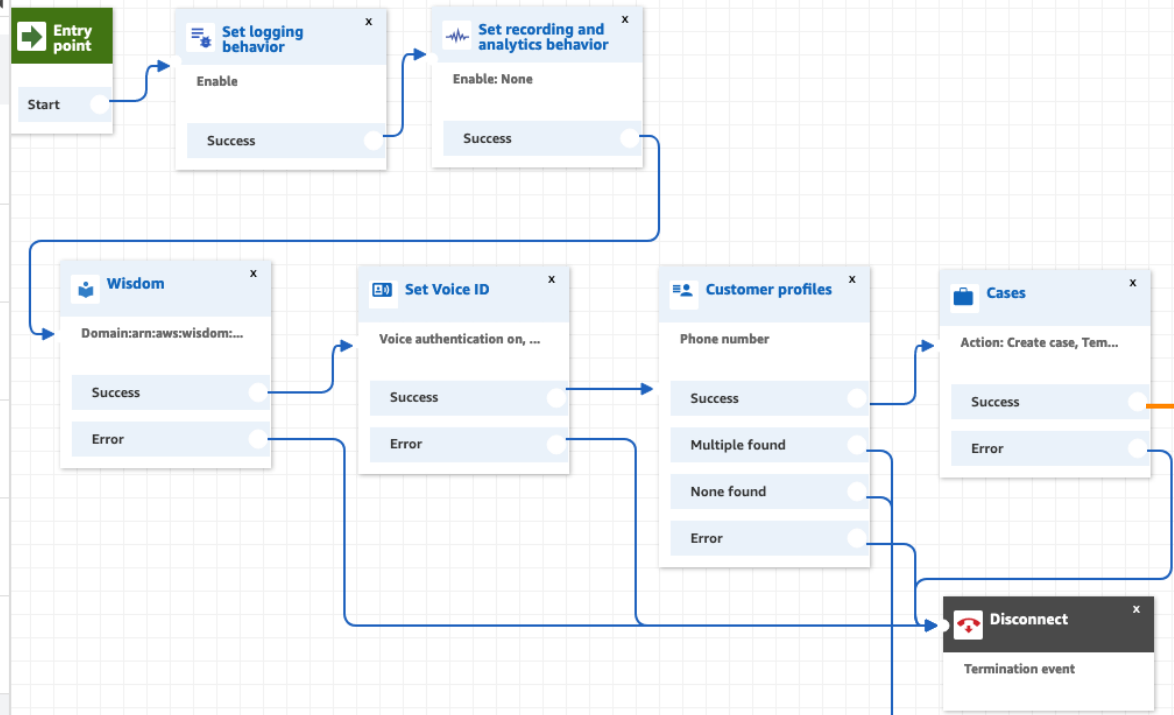 Entry
point
Start
x
Set logging
behavior
Enable
Success
x
Set recording and
analytics behavior
Enable: None
Success
x
Wisdom
Domain:arn:aws:wisdom:...
Success
Error
x
Set Voice ID
Voice authentication on, ...
Success
Error
x
Customer profiles
Phone number
Success
Multiple found
None found
Error
x
Cases
Action: Create case, Tem...
Success
Error
x
Disconnect
Termination event